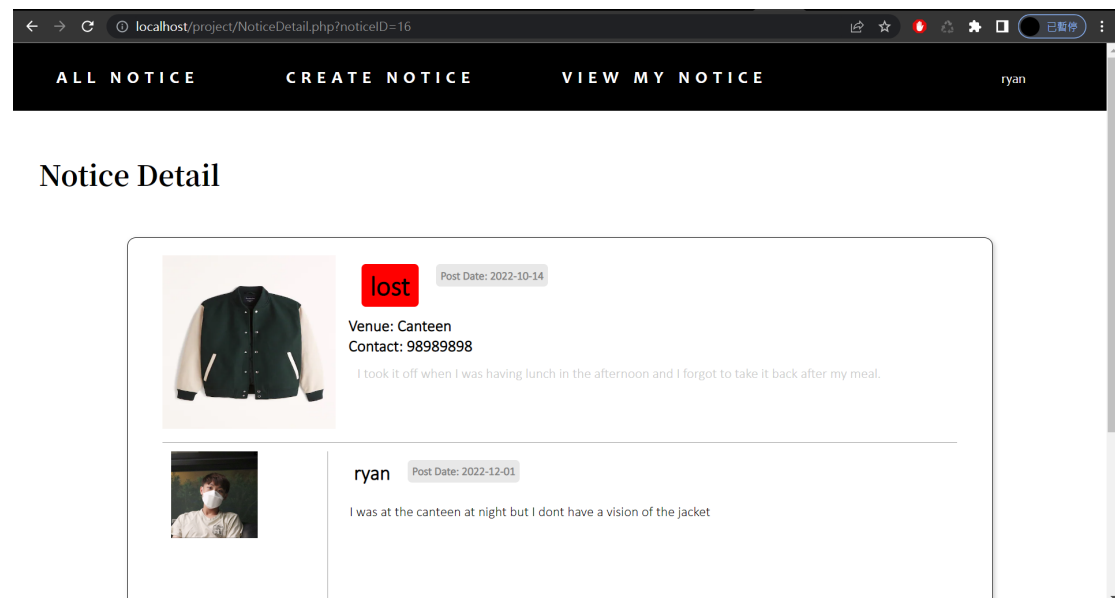 localhost/project/NoticeDetail.php?noticeID=16
已暫停
ALL NOTICE CREATE NOTICE VIEW MY NOTICE ryan
Notice Detail
lost Post Date: 2022-10-14
Venue: Canteen
Contact: 98989898
I took it off when I was having lunch in the afternoon and I forgot to take it back after my meal.
ryan Post Date: 2022-12-01
I was at the canteen at night but I dont have a vision of the jacket